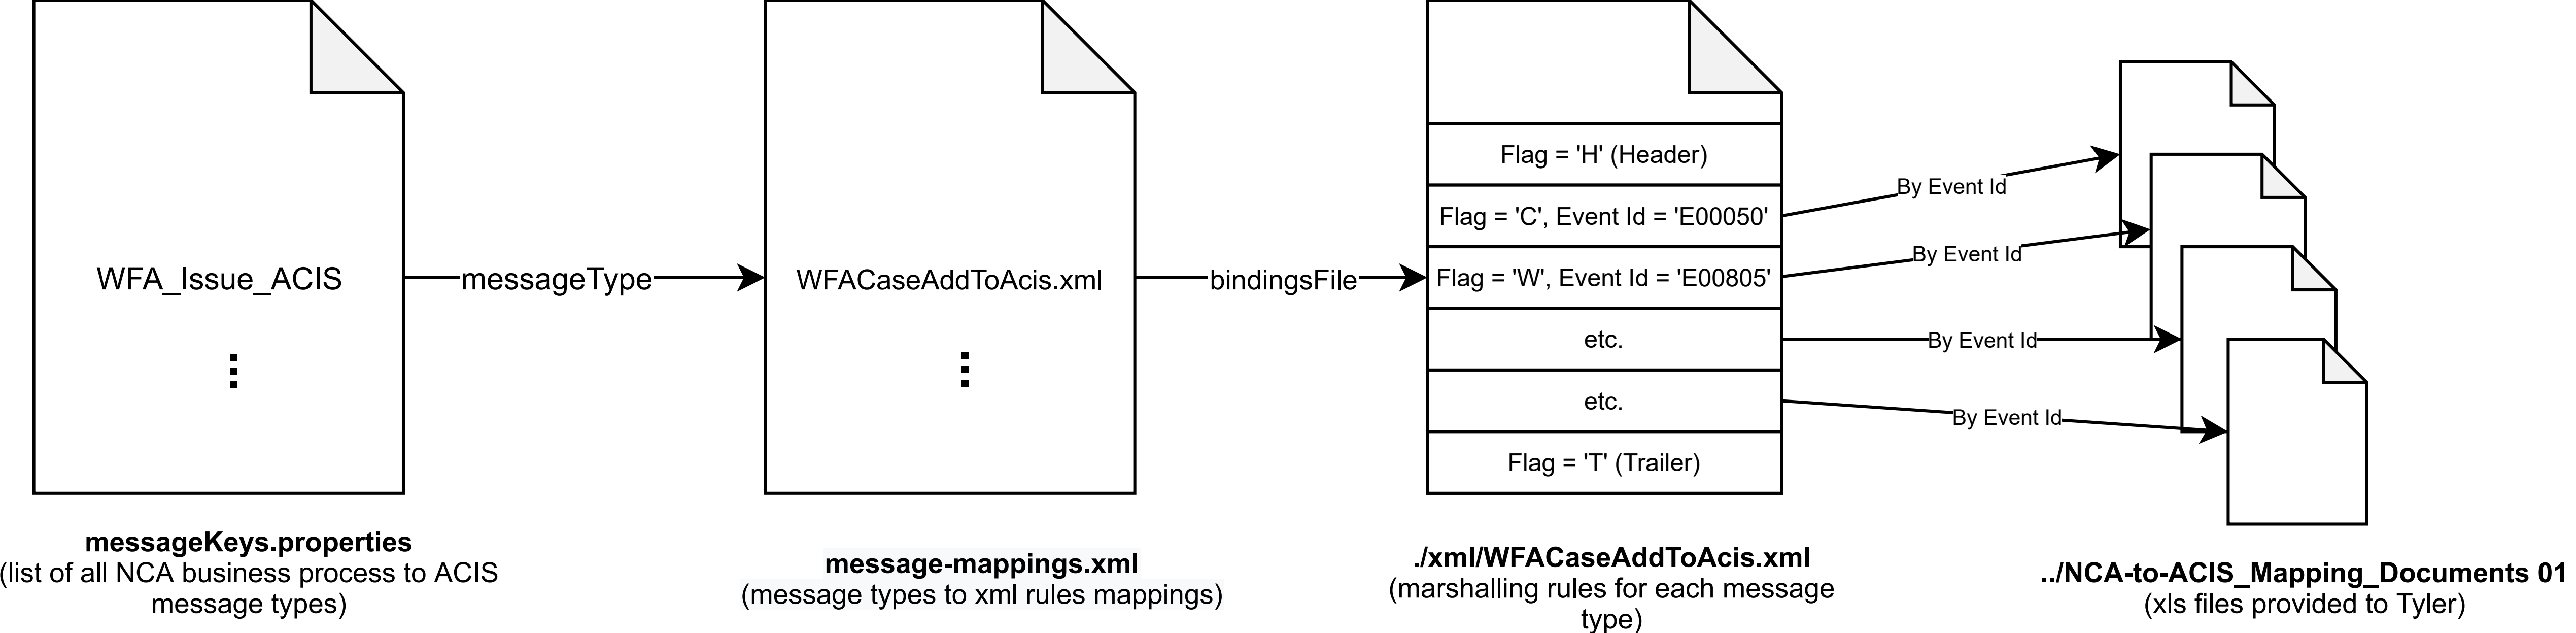 WFA_Issue_ACIS
⋮
messageType
WFACaseAddToAcis.xml
⋮
bindingsFile
Flag = 'H' (Header)
Flag = 'C', Event Id = 'E00050'
Flag = 'W', Event Id = 'E00805'
etc.
etc.
Flag = 'T' (Trailer)
By Event Id
By Event Id
By Event Id
By Event Id
messageKeys.properties
(list of all NCA business process to ACIS
message types)
message-mappings.xml
(message types to xml rules mappings)
./xml/WFACaseAddToAcis.xml
(marshalling rules for each message
type)
../NCA-to-ACIS_Mapping_Documents 01
(xls files provided to Tyler)